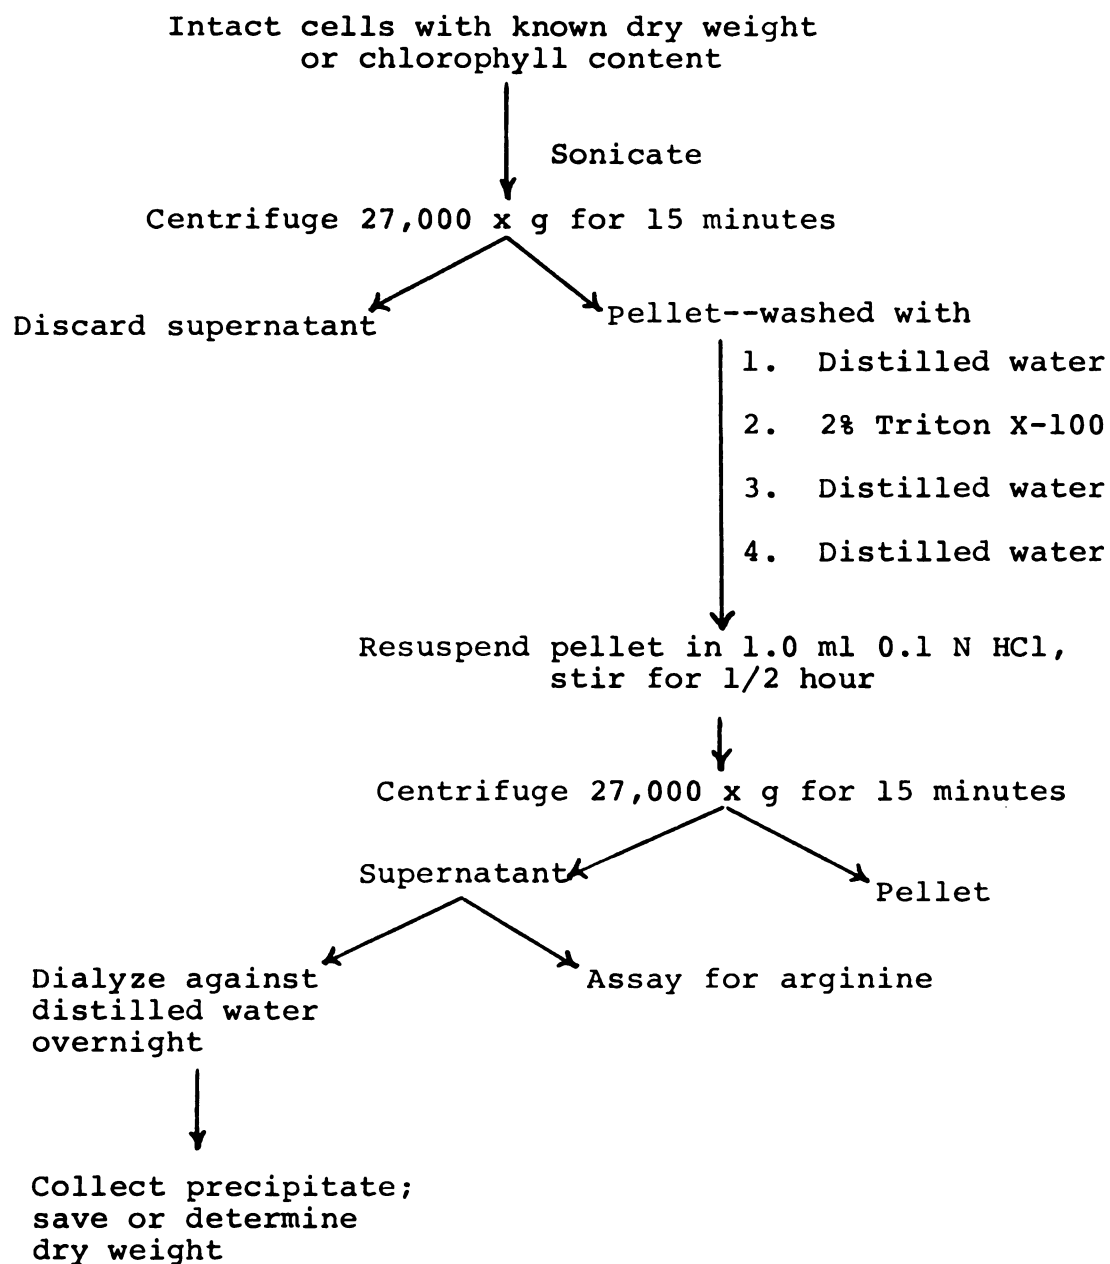 Intact cells with known dry weight
or chlorophyll content
Sonicate
Centrifuge 27,000 x g for 15 minutes
Discard supernatant
Pellet--washed with
1. Distilled water
2. 2% Triton X-100
3. Distilled water
4. Distilled water
Resuspend pellet in 1.0 ml 0.1 N HCl,
stir for 1/2 hour
Centrifuge 27,000 x g for 15 minutes
Supernatant
Pellet
Dialyze against
distilled water
overnight
Assay for arginine
Collect precipitate;
save or determine
dry weight